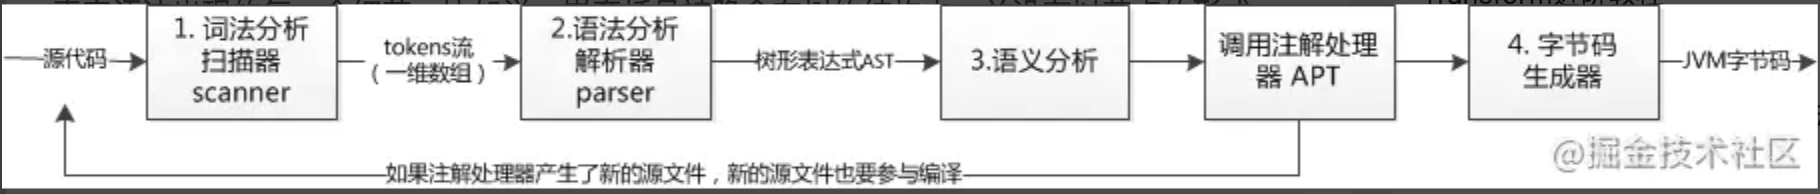 源代码
1. 词法分析
扫描器
scanner
tokens流
（一维数组）
2.语法分析
解析器
parser
树形表达式AST
3.语义分析
调用注解处理
器 APT
4. 字节码
生成器
JVM字节码
如果注解处理器产生了新的源文件，新的源文件也要参与编译
@掘金技术社区